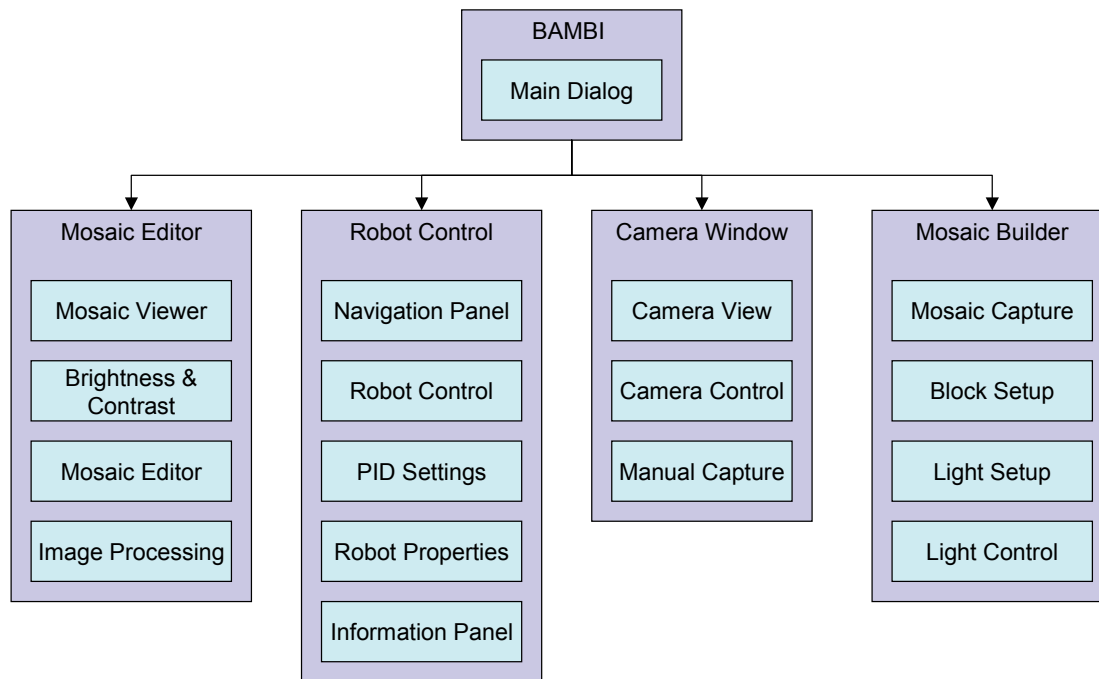 BAMBI
Main Dialog
Mosaic Editor
Mosaic Viewer
Brightness &
Contrast
Mosaic Editor
Image Processing
Robot Control
Navigation Panel
Robot Control
PID Settings
Robot Properties
Information Panel
Camera Window
Camera View
Camera Control
Manual Capture
Mosaic Builder
Mosaic Capture
Block Setup
Light Setup
Light Control